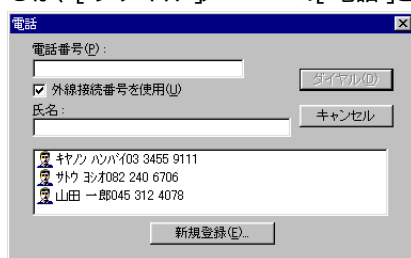 電話
電話番号(P):
ダイヤル(D)
外線接続番号を使用(U)
氏名:
キャンセル
キヤノン ハンバイ03 3455 9111
サトウ ヨシオ082 240 6706
山田 一郎045 312 4078
新規登録(E)...